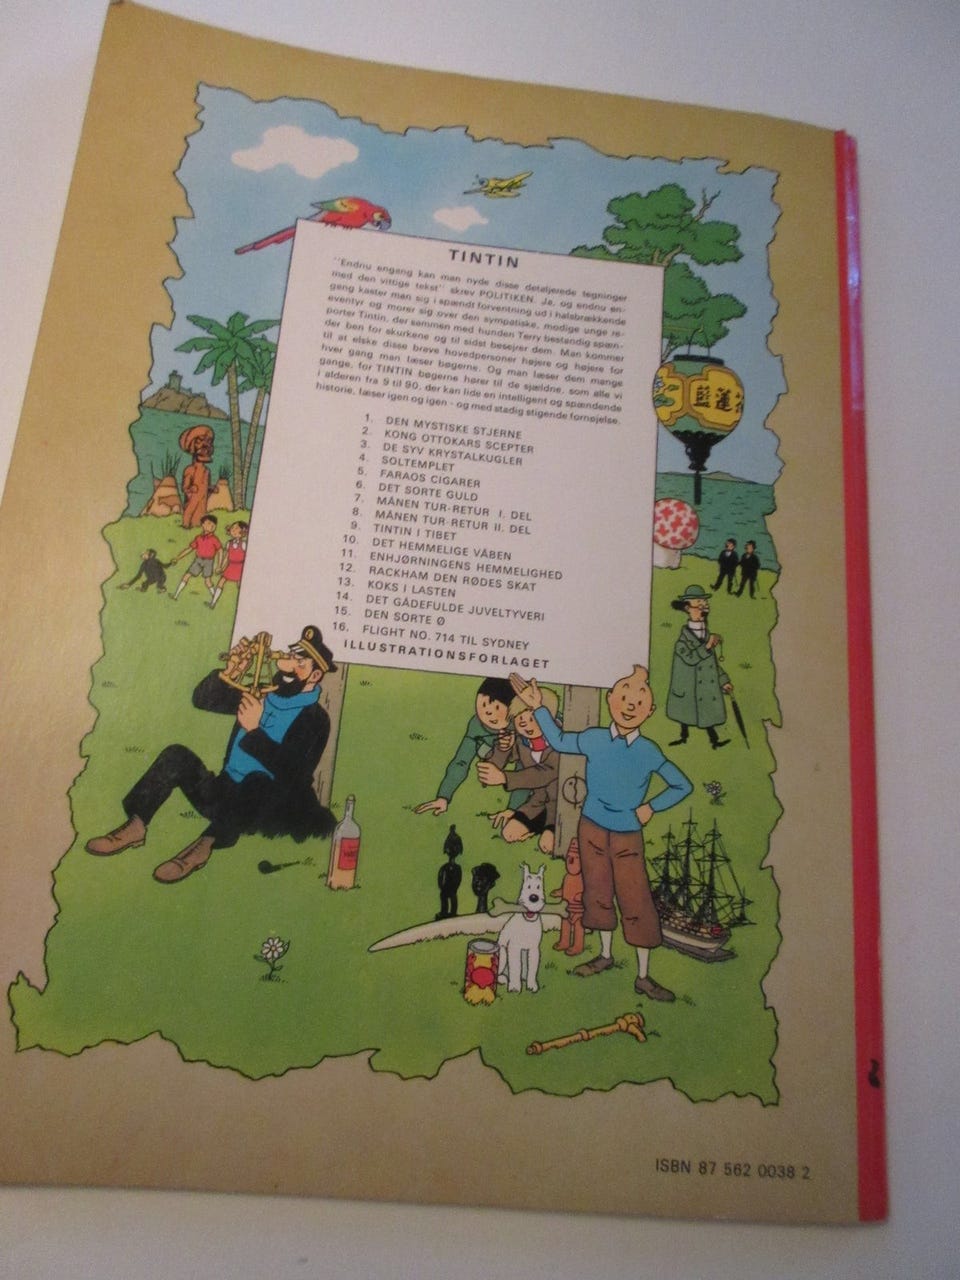 TINTIN
"Endnu engang kan man nyde disse detaljerede tegninger
med den vittige tekst" skrev POLITIKEN. Ja, og endnu en-
gang kaster man sig i spændt forventning ud i halsbrækkende
eventyr og morer sig over den sympatiske, modige unge re-
porter Tintin, der sammen med hunden Terry bestandig spæn-
der ben for skurkene og til sidst besejrer dem. Man kommer
til at elske disse brave hovedpersoner højere og højere for
hver gang man læser bøgerne. Og man læser dem mange
gange, for TINTIN bøgerne hører til de sjældne, som alle vi
i alderen fra 9 til 90, der kan lide en intelligent og spændende
historie, læser igen og igen - og med stadig stigende fornøjelse.
1. DEN MYSTISKE STJERNE
2. KONG OTTOKARS SCEPTER
3. DE SYV KRYSTALKUGLER
4. SOLTEMPLET
5. FARAOS CIGARER
6. DET SORTE GULD
7. MÅNEN TUR-RETUR I. DEL
8. MÅNEN TUR-RETUR II. DEL
9. TINTIN I TIBET
10. DET HEMMELIGE VÅBEN
11. ENHJØRNINGENS HEMMELIGHED
12. RACKHAM DEN RØDES SKAT
13. KOKS I LASTEN
14. DET GÅDEFULDE JUVELTYVERI
15. DEN SORTE Ø
16. FLIGHT NO. 714 TIL SYDNEY
ILLUSTRATIONSFORLAGET
藍蓮
ISBN 87 562 0038 2